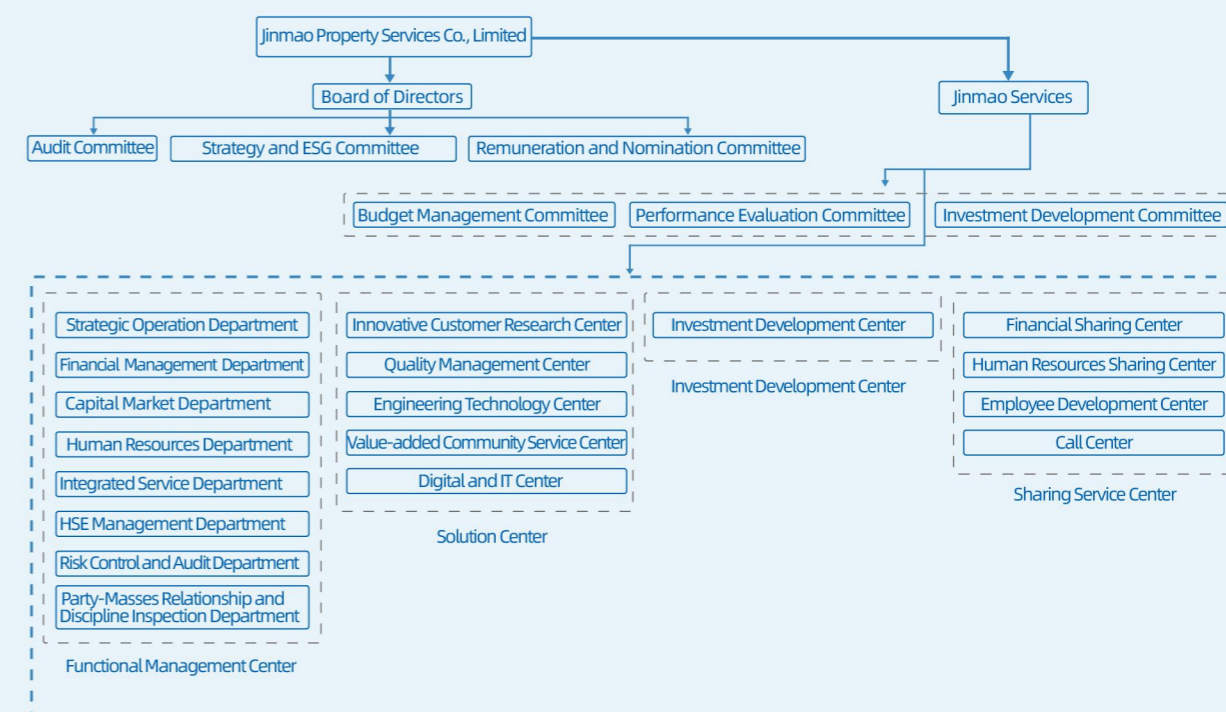 Jinmao Property Services Co., Limited
Board of Directors
Jinmao Services
Audit Committee
Strategy and ESG Committee
Remuneration and Nomination Committee
Budget Management Committee
Performance Evaluation Committee
Investment Development Committee
Strategic Operation Department
Financial Management Department
Capital Market Department
Human Resources Department
Integrated Service Department
HSE Management Department
Risk Control and Audit Department
Party-Masses Relationship and
Discipline Inspection Department
Functional Management Center
Innovative Customer Research Center
Quality Management Center
Engineering Technology Center
Value-added Community Service Center
Digital and IT Center
Solution Center
Investment Development Center
Investment Development Center
Financial Sharing Center
Human Resources Sharing Center
Employee Development Center
Call Center
Sharing Service Center